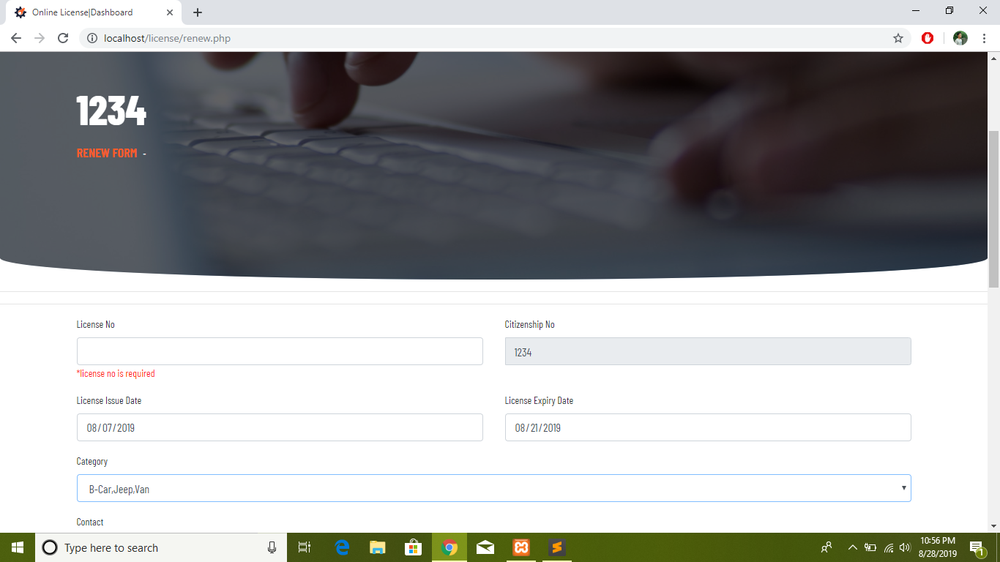 Online License|Dashboard
localhost/license/renew.php
1234
RENEW FORM -
License No
Citizenship No
1234
*license no is required
License Issue Date
License Expiry Date
08/07/2019
08/21/2019
Category
B-Car,Jeep,Van
Contact
Type here to search
10:56 PM
8/28/2019
1